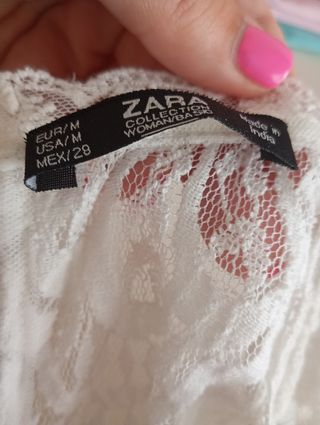 EUR/M
USA/M
MEX/28
ZARA
COLLECTION
WOMAN/BASIC
Made in
India